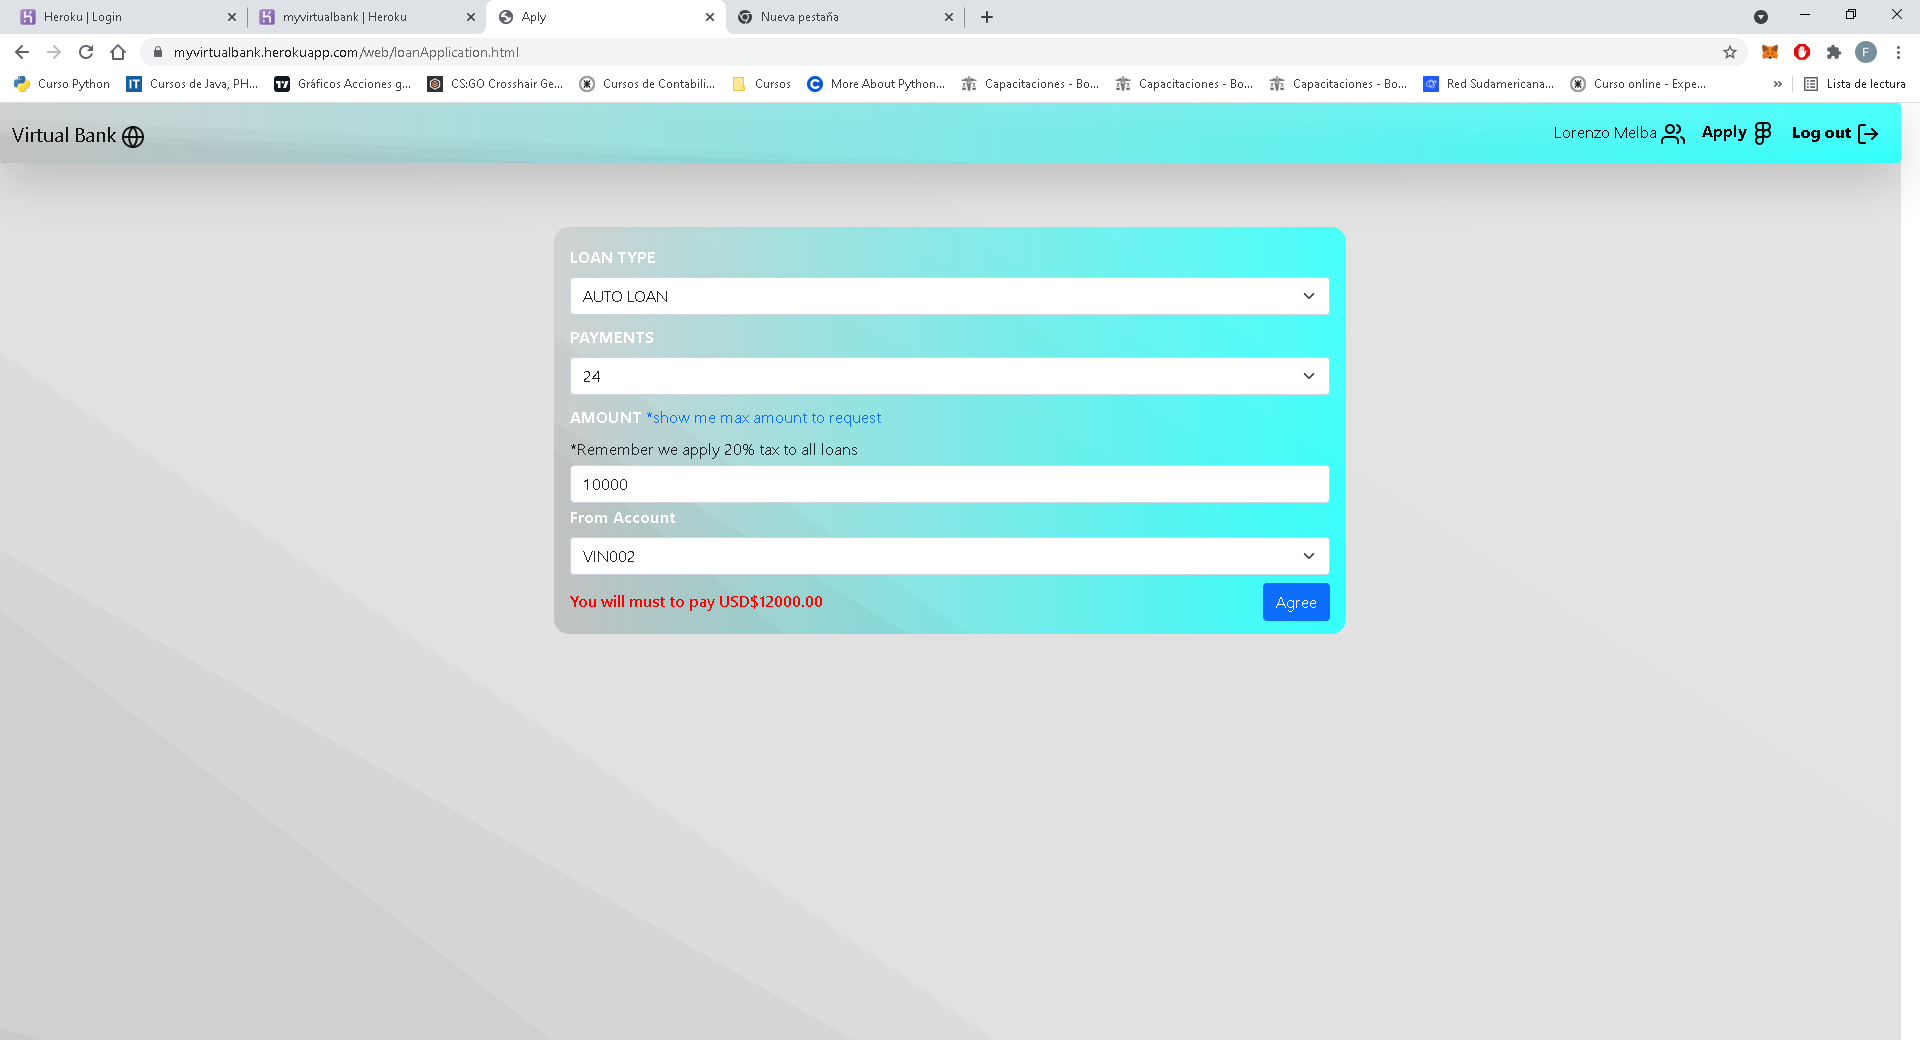 Heroku | Login
myvirtualbank | Heroku
Aply
Nueva pestaña
myvirtualbank.herokuapp.com/web/loanApplication.html
Curso Python
Cursos de Java, PH...
Gráficos Acciones g...
CS:GO Crosshair Ge...
Cursos de Contabili...
Cursos
More About Python...
Capacitaciones - Bo...
Capacitaciones - Bo...
Capacitaciones - Bo...
Red Sudamericana...
Curso online - Expe...
»
Lista de lectura
Virtual Bank
Lorenzo Melba
Apply
Log out
LOAN TYPE
AUTO LOAN
PAYMENTS
24
AMOUNT *show me max amount to request
*Remember we apply 20% tax to all loans
10000
From Account
VIN002
You will must to pay USD$12000.00
Agree